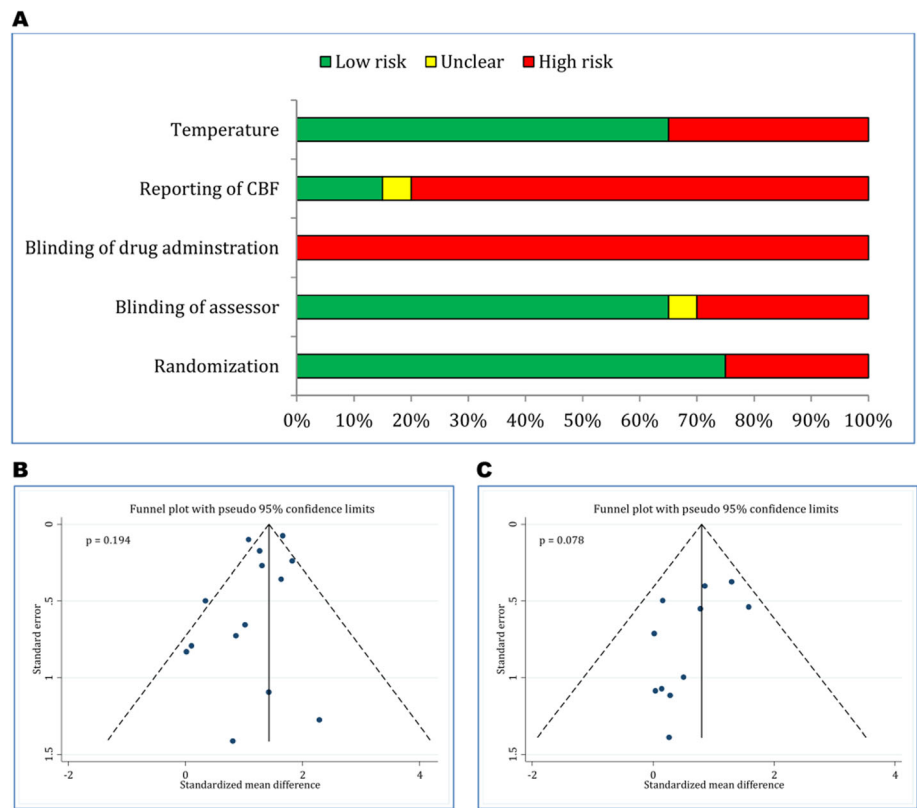 A
Low risk Unclear High risk
Temperature
Reporting of CBF
Blinding of drug adminstration
Blinding of assessor
Randomization
0% 10% 20% 30% 40% 50% 60% 70% 80% 90% 100%
B
Funnel plot with pseudo 95% confidence limits
p = 0.194
Standard error
0
.5
1
1.5
-2 0 2 4
Standardized mean difference
C
Funnel plot with pseudo 95% confidence limits
p = 0.078
Standard error
0
.5
1
1.5
-2 0 2 4
Standardized mean difference